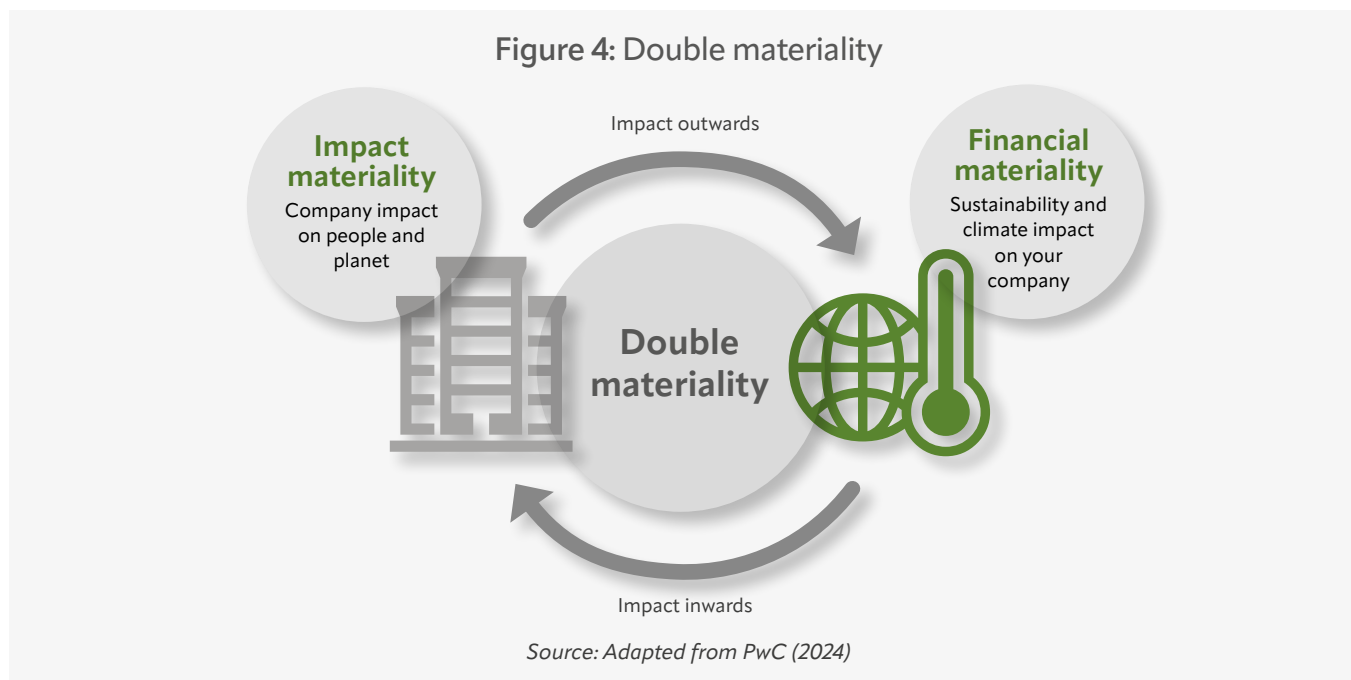 Figure 4: Double materiality
Impact outwards
Impact
materiality
Company impact
on people and
planet
Financial
materiality
Sustainability and
climate impact
on your
company
Double
materiality
Impact inwards
Source: Adapted from PwC (2024)